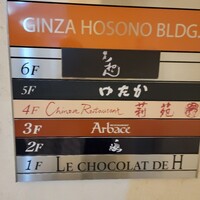 GINZA HOSONO BLDG.
6F
5F わたか
4F Chinese Restaurant 莉苑
3F Arbace
2F
1F LE CHOCOLAT DE H